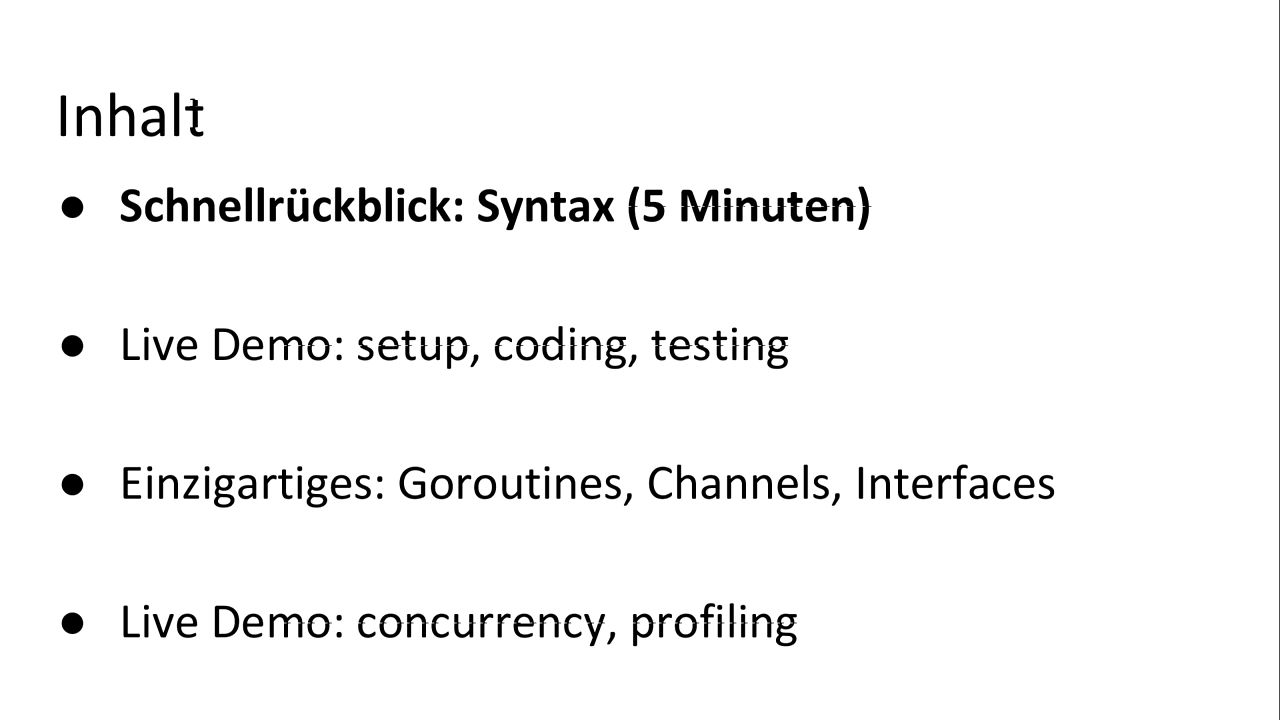 Inhalt
● Schnellrückblick: Syntax (5 Minuten)
● Live Demo: setup, coding, testing
● Einzigartiges: Goroutines, Channels, Interfaces
● Live Demo: concurrency, profiling